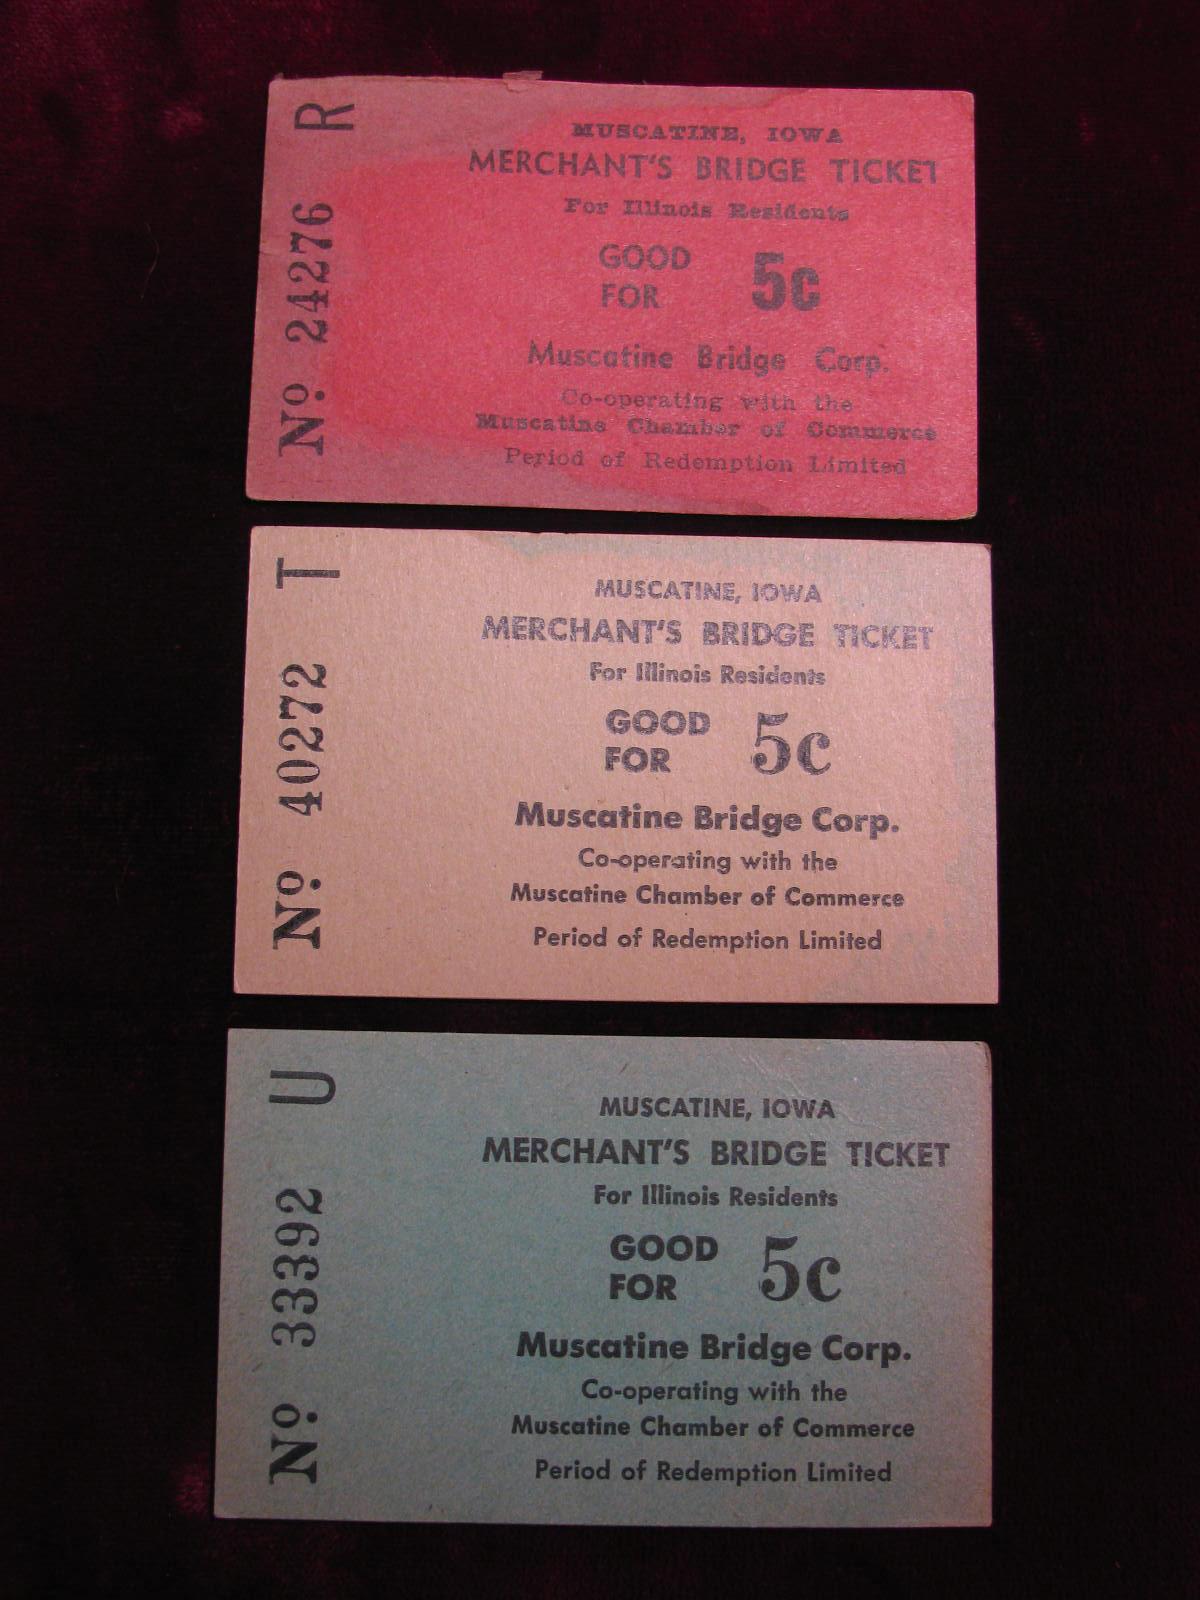 No. 24276 R
MUSCATINE, IOWA
MERCHANT'S BRIDGE TICKET
For Illinois Residents
GOOD
FOR
5c
Muscatine Bridge Corp.
Co-operating with the
Muscatine Chamber of Commerce
Period of Redemption Limited
No. 40272 T
MUSCATINE, IOWA
MERCHANT'S BRIDGE TICKET
For Illinois Residents
GOOD
FOR
5c
Muscatine Bridge Corp.
Co-operating with the
Muscatine Chamber of Commerce
Period of Redemption Limited
No. 33392 U
MUSCATINE, IOWA
MERCHANT'S BRIDGE TICKET
For Illinois Residents
GOOD
FOR
5c
Muscatine Bridge Corp.
Co-operating with the
Muscatine Chamber of Commerce
Period of Redemption Limited